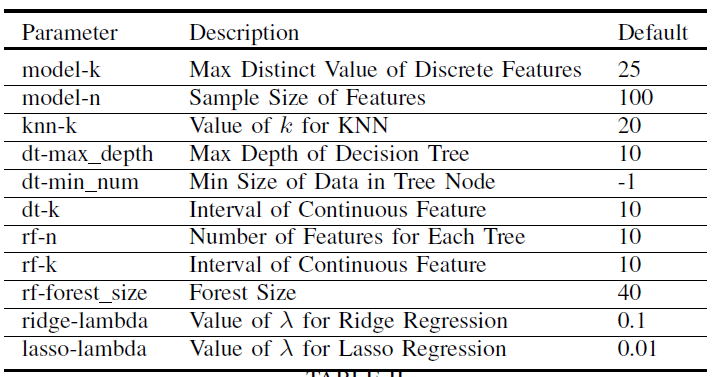 Parameter Description Default
model-k Max Distinct Value of Discrete Features 25
model-n Sample Size of Features 100
knn-k Value of k for KNN 20
dt-max_depth Max Depth of Decision Tree 10
dt-min_num Min Size of Data in Tree Node -1
dt-k Interval of Continuous Feature 10
rf-n Number of Features for Each Tree 10
rf-k Interval of Continuous Feature 10
rf-forest_size Forest Size 40
ridge-lambda Value of λ for Ridge Regression 0.1
lasso-lambda Value of λ for Lasso Regression 0.01